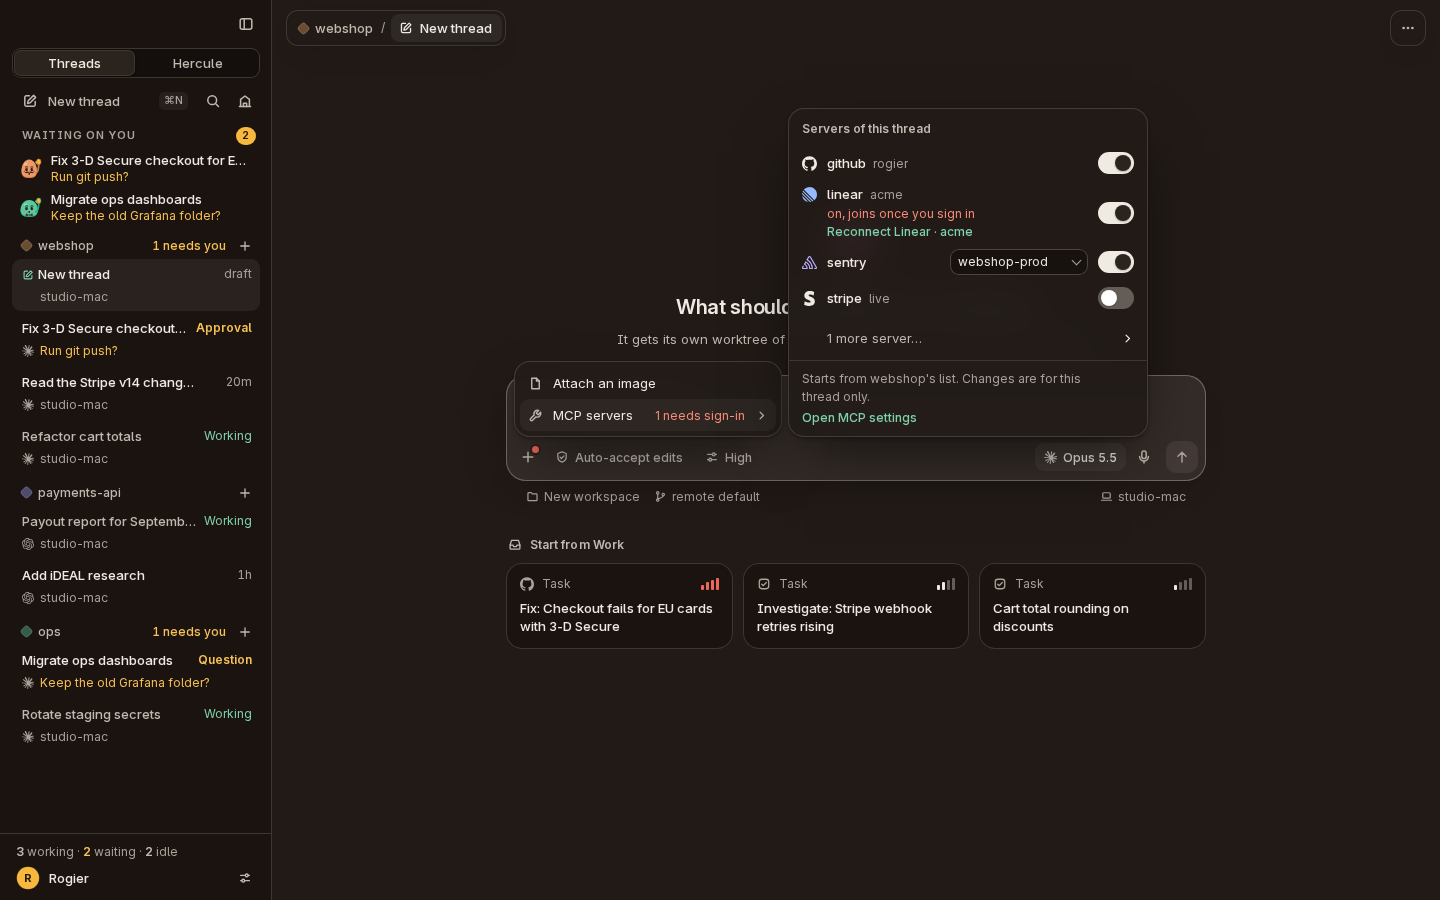 Threads
Hercule
New thread
⌘N
WAITING ON YOU
2
Fix 3-D Secure checkout for E...
Run git push?
Migrate ops dashboards
Keep the old Grafana folder?
webshop
1 needs you
New thread
draft
studio-mac
Fix 3-D Secure checkout...
Approval
Run git push?
Read the Stripe v14 chang...
20m
studio-mac
Refactor cart totals
Working
studio-mac
payments-api
Payout report for Septemb...
Working
studio-mac
Add iDEAL research
1h
studio-mac
ops
1 needs you
Migrate ops dashboards
Question
Keep the old Grafana folder?
Rotate staging secrets
Working
studio-mac
3 working · 2 waiting · 2 idle
R
Rogier
webshop / New thread
Servers of this thread
github rogier
linear acme
on, joins once you sign in
Reconnect Linear · acme
sentry
webshop-prod
stripe live
1 more server...
Starts from webshop's list. Changes are for this
thread only.
Open MCP settings
What should
It gets its own worktree of
Attach an image
MCP servers
1 needs sign-in
Auto-accept edits
High
Opus 5.5
New workspace
remote default
studio-mac
Start from Work
Task
Fix: Checkout fails for EU cards
with 3-D Secure
Task
Investigate: Stripe webhook
retries rising
Task
Cart total rounding on
discounts